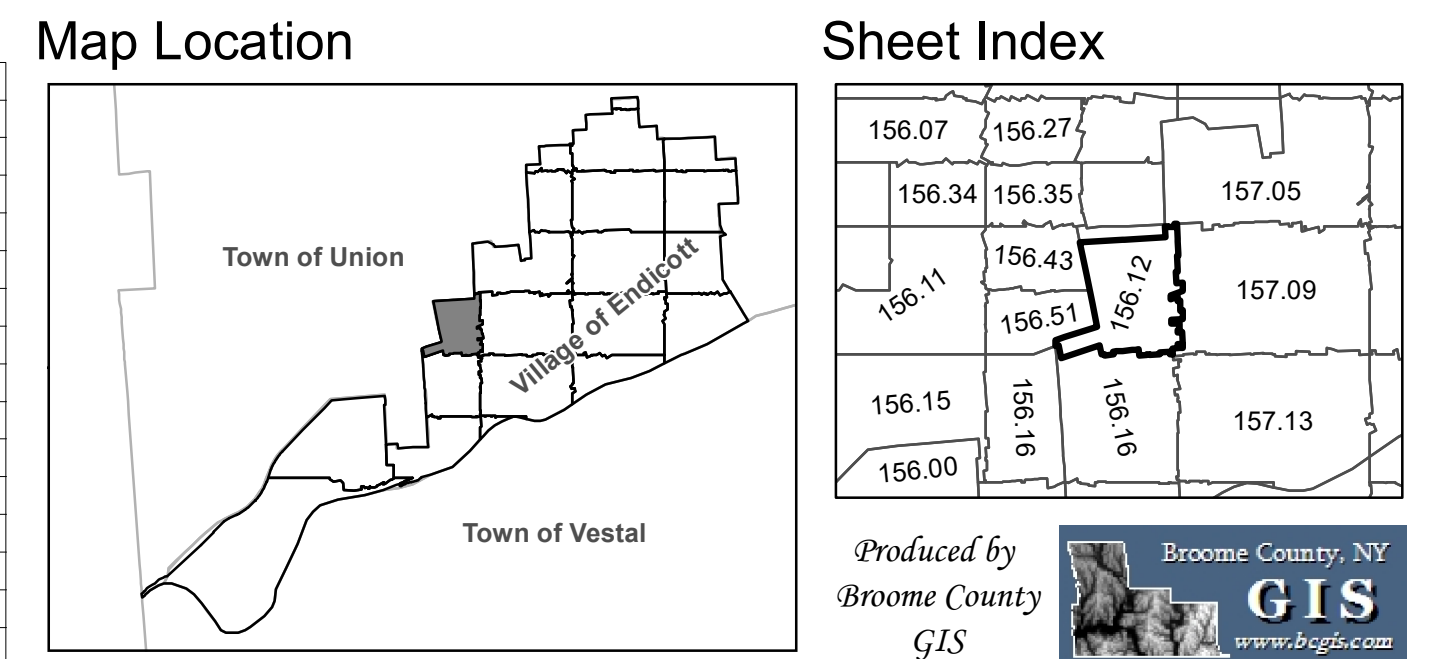 Map Location
Town of Union
Village of Endicott
Town of Vestal
Sheet Index
156.07
156.27
156.34
156.35
157.05
156.43
156.11
156.12
157.09
156.51
156.15
156.16
156.16
157.13
156.00
Produced by
Broome County
GIS
Broome County, NY
GIS
www.bcgis.com